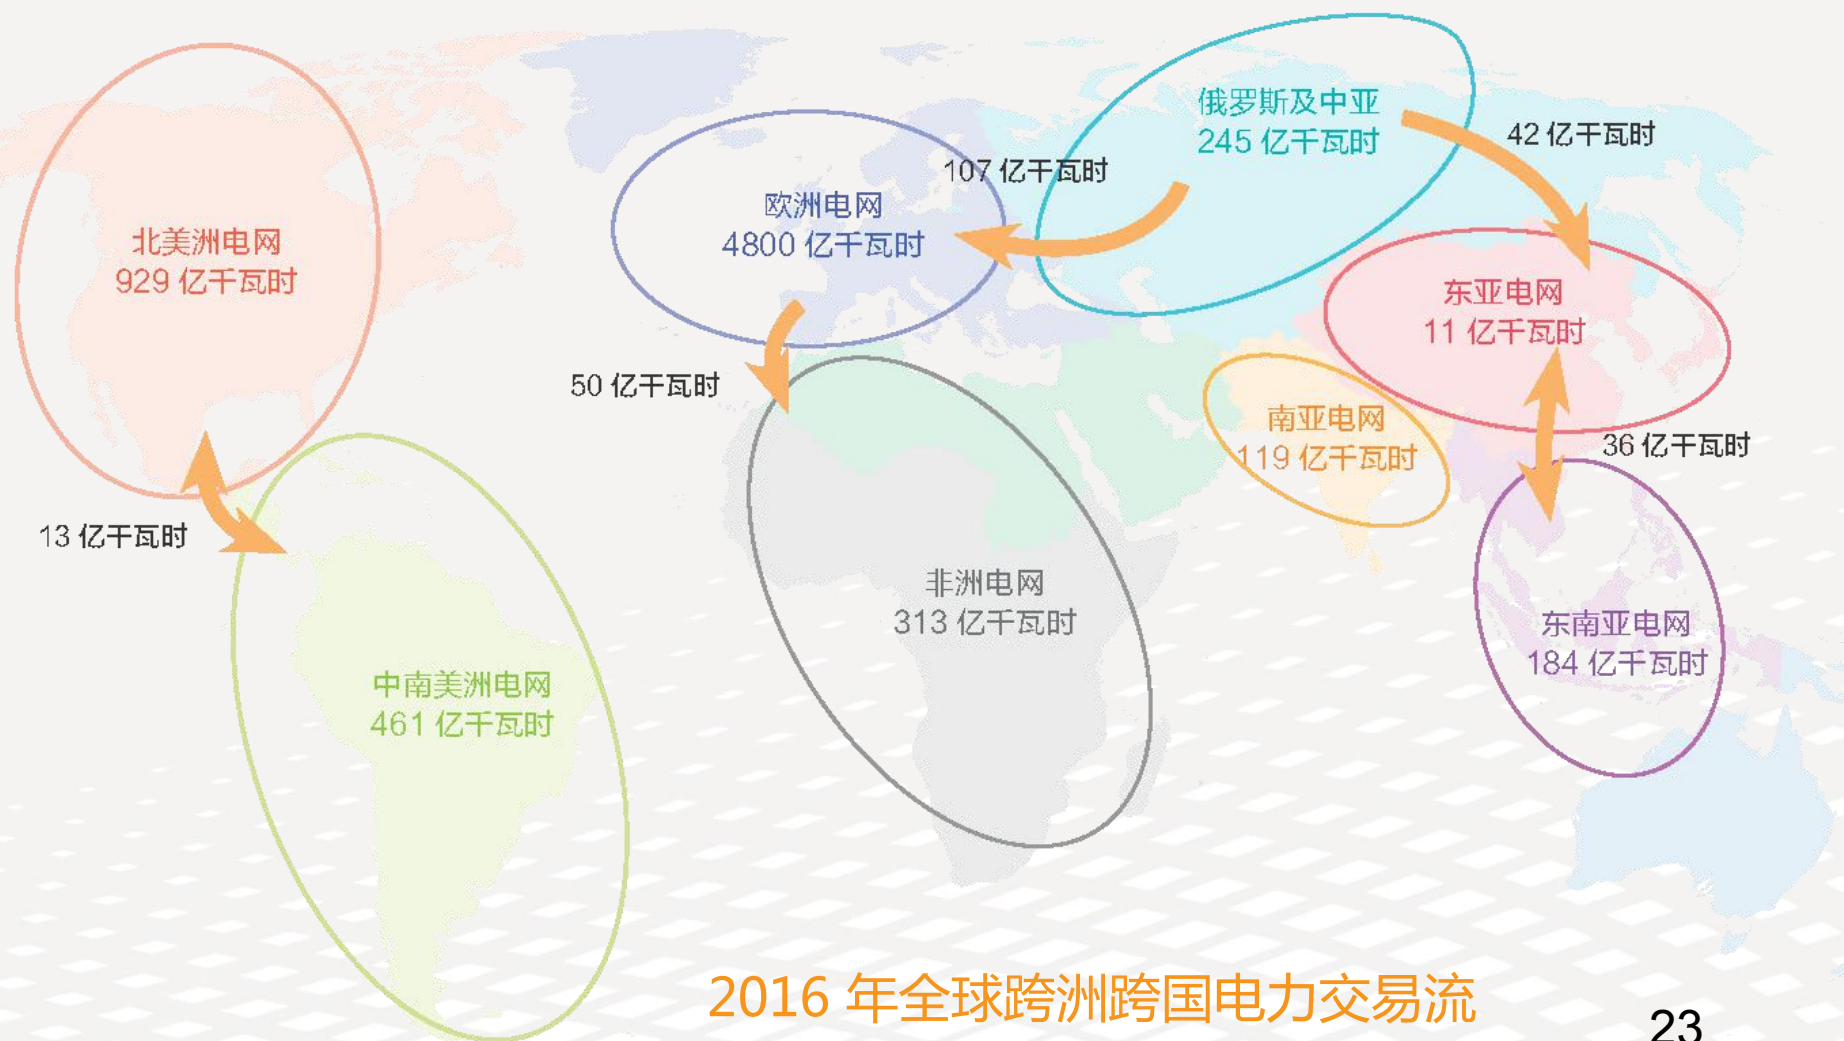 俄罗斯及中亚
245 亿千瓦时
42 亿千瓦时
107 亿千瓦时
欧洲电网
4800 亿千瓦时
北美洲电网
929 亿千瓦时
东亚电网
11 亿千瓦时
50 亿千瓦时
南亚电网
119 亿千瓦时
36 亿千瓦时
13 亿千瓦时
非洲电网
313 亿千瓦时
东南亚电网
184 亿千瓦时
中南美洲电网
461 亿千瓦时
2016 年全球跨洲跨国电力交易流
23